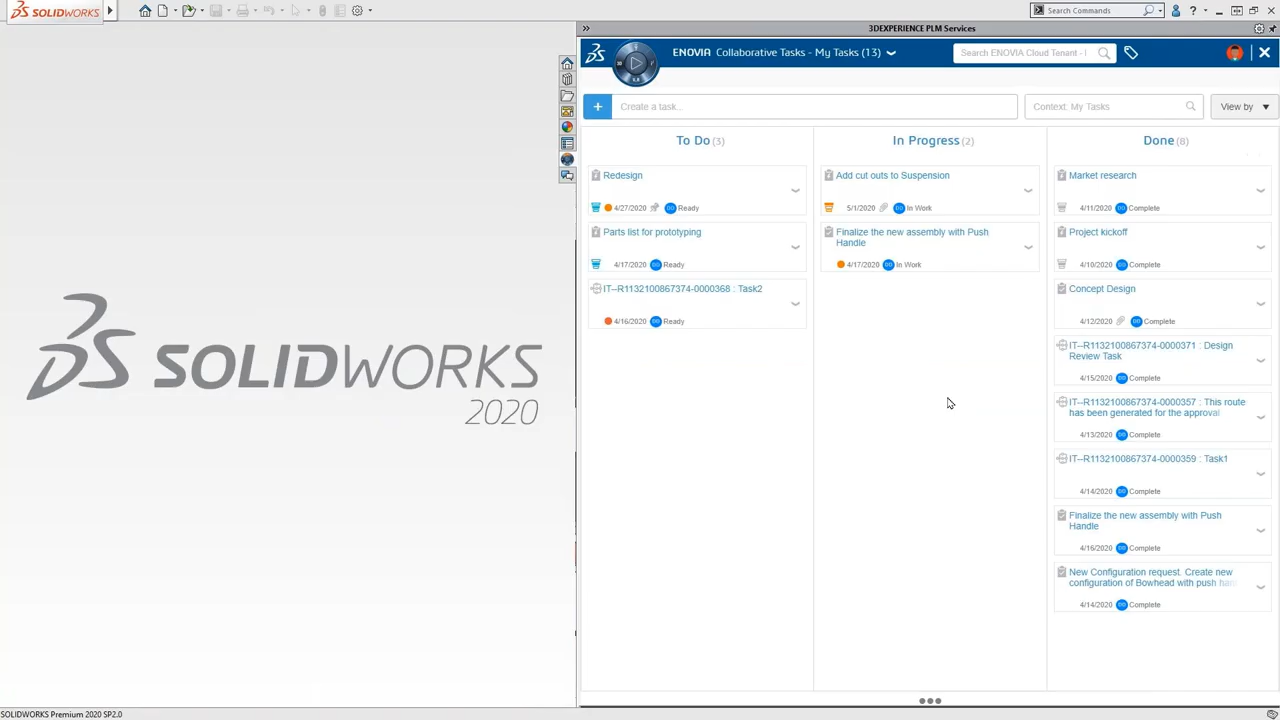 SOLIDWORKS
Search Commands
3DEXPERIENCE PLM Services
ENOVIA Collaborative Tasks - My Tasks (13)
Search ENOVIA Cloud Tenant - I
Create a task...
Context: My Tasks
View by
To Do (3)
Redesign
4/27/2020 Ready
Parts list for prototyping
4/17/2020 Ready
IT--R1132100867374-0000368 : Task2
4/16/2020 Ready
In Progress (2)
Add cut outs to Suspension
5/1/2020 In Work
Finalize the new assembly with Push
Handle
4/17/2020 In Work
Done (8)
Market research
4/11/2020 Complete
Project kickoff
4/10/2020 Complete
Concept Design
4/12/2020 Complete
IT--R1132100867374-0000371 : Design
Review Task
4/15/2020 Complete
IT--R1132100867374-0000357 : This route
has been generated for the approval
4/13/2020 Complete
IT--R1132100867374-0000359 : Task1
4/14/2020 Complete
Finalize the new assembly with Push
Handle
4/16/2020 Complete
New Configuration request. Create new
configuration of Bowhead with push han
4/14/2020 Complete
SOLIDWORKS
2020
SOLIDWORKS Premium 2020 SP2.0